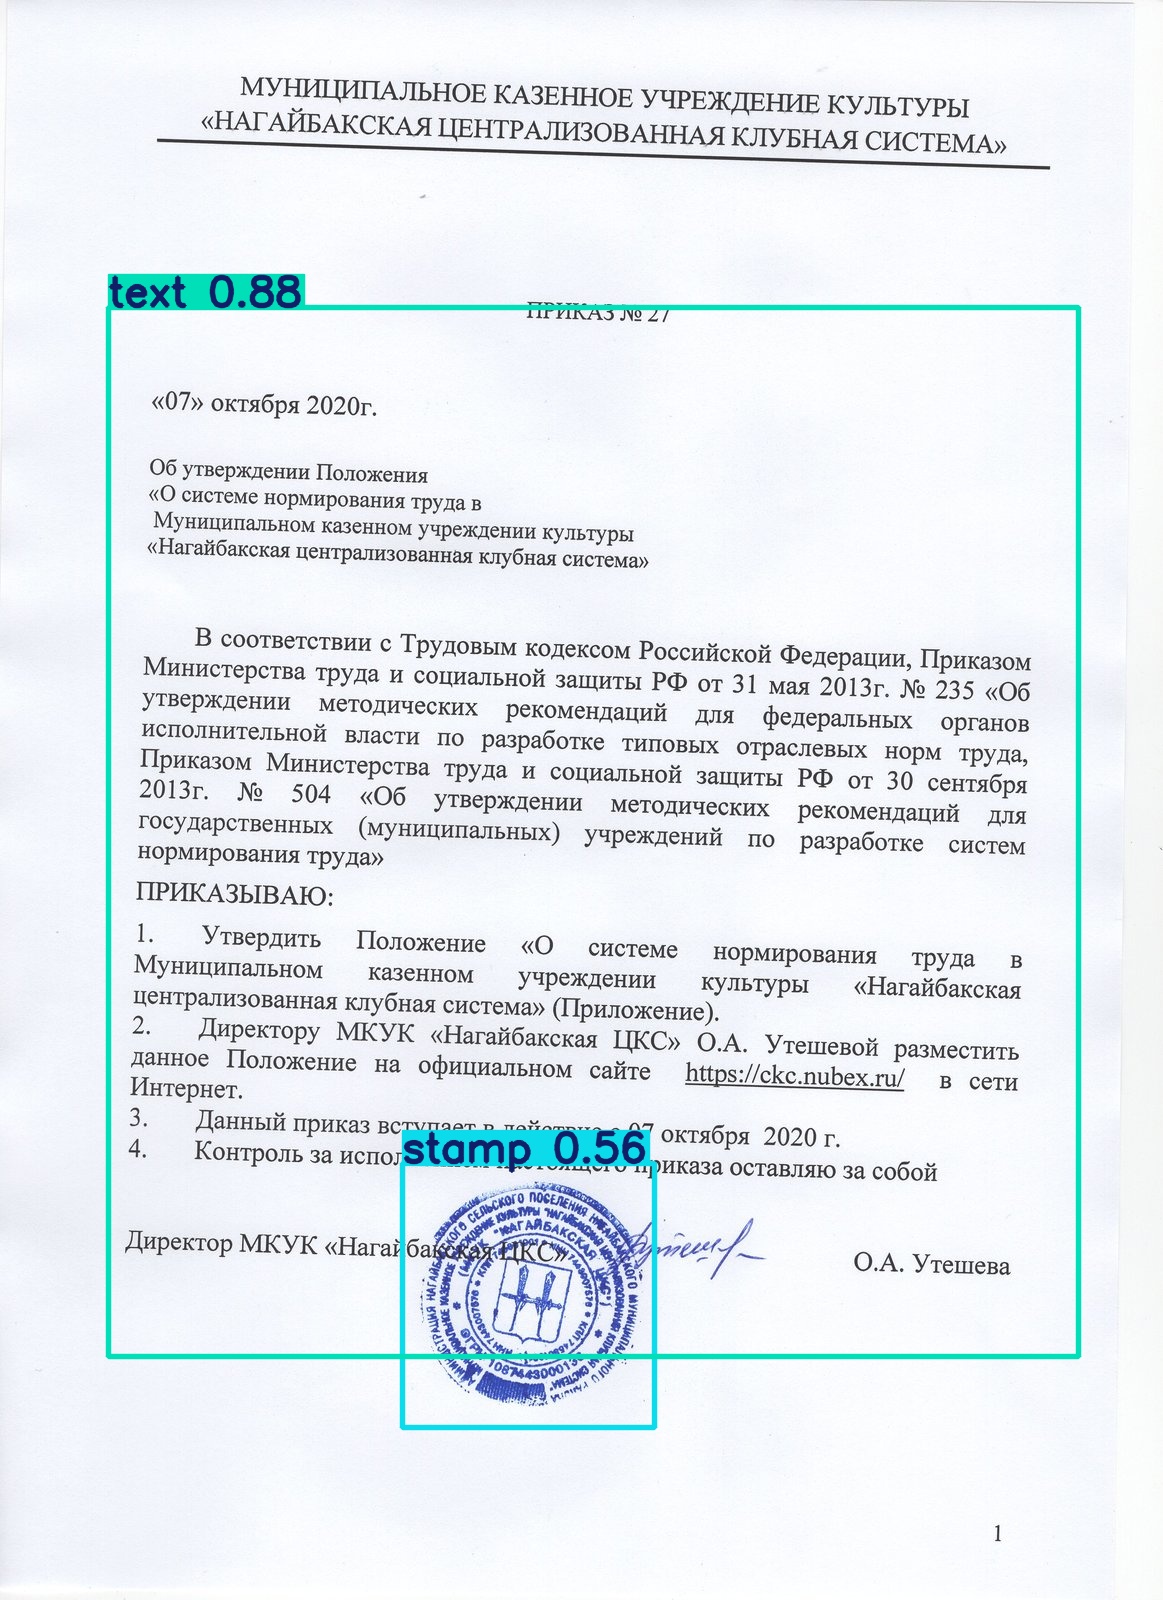 МУНИЦИПАЛЬНОЕ КАЗЕННОЕ УЧРЕЖДЕНИЕ КУЛЬТУРЫ
«НАГАЙБАКСКАЯ ЦЕНТРАЛИЗОВАННАЯ КЛУБНАЯ СИСТЕМА»
text 0.88
ПРИКАЗ № 27
«07» октября 2020г.
Об утверждении Положения
«О системе нормирования труда в
Муниципальном казенном учреждении культуры
«Нагайбакская централизованная клубная система»
В соответствии с Трудовым кодексом Российской Федерации, Приказом
Министерства труда и социальной защиты РФ от 31 мая 2013г. № 235 «Об
утверждении методических рекомендаций для федеральных органов
исполнительной власти по разработке типовых отраслевых норм труда,
Приказом Министерства труда и социальной защиты РФ от 30 сентября
2013г. № 504 «Об утверждении методических рекомендаций для
государственных (муниципальных) учреждений по разработке систем
нормирования труда»
ПРИКАЗЫВАЮ:
1. Утвердить Положение «О системе нормирования труда в
Муниципальном казенном учреждении культуры «Нагайбакская
централизованная клубная система» (Приложение).
2. Директору МКУК «Нагайбакская ЦКС» О.А. Утешевой разместить
данное Положение на официальном сайте https://ckc.nubex.ru/ в сети
Интернет.
3. Данный приказ вступает в действие с 07 октября 2020 г.
stamp 0.56
4. Контроль за исполнением настоящего приказа оставляю за собой
Директор МКУК «Нагайбакская ЦКС»
О.А. Утешева
1